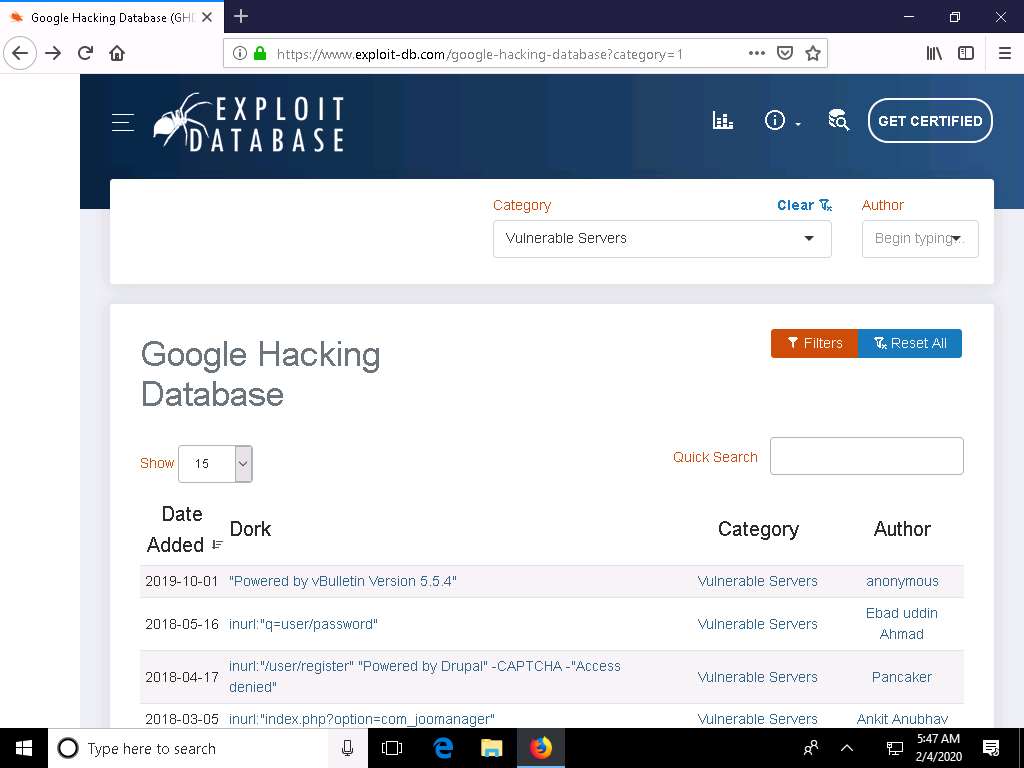 Google Hacking Database (GHD
https://www.exploit-db.com/google-hacking-database?category=1
EXPLOIT
DATABASE
GET CERTIFIED
Category
Clear
Author
Vulnerable Servers
Begin typing...
Google Hacking
Database
Filters
Reset All
Show
15
Quick Search
Date
Added
Dork
Category
Author
2019-10-01 "Powered by vBulletin Version 5.5.4" Vulnerable Servers anonymous
2018-05-16 inurl:"q=user/password" Vulnerable Servers Ebad uddin
Ahmad
2018-04-17 inurl:"/user/register" "Powered by Drupal" -CAPTCHA -"Access
denied" Vulnerable Servers Pancaker
2018-03-05 inurl:"index.php?option=com_joomanager" Vulnerable Servers Ankit Anubhav
Type here to search
5:47 AM
2/4/2020